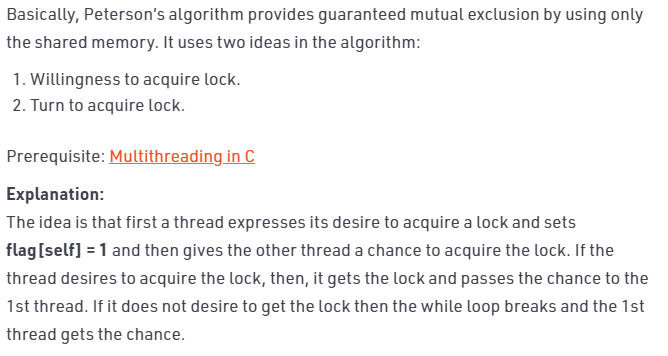 Basically, Peterson's algorithm provides guaranteed mutual exclusion by using only
the shared memory. It uses two ideas in the algorithm:
1. Willingness to acquire lock.
2. Turn to acquire lock.
Prerequisite: Multithreading in C
Explanation:
The idea is that first a thread expresses its desire to acquire a lock and sets
flag[self] = 1 and then gives the other thread a chance to acquire the lock. If the
thread desires to acquire the lock, then, it gets the lock and passes the chance to the
1st thread. If it does not desire to get the lock then the while loop breaks and the 1st
thread gets the chance.